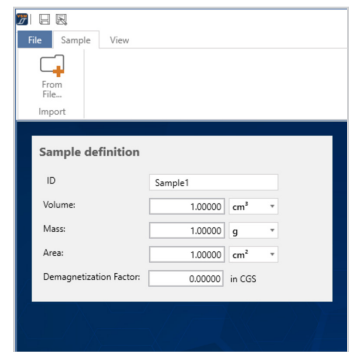 File Sample View
From
File...
Import
Sample definition
ID Sample1
Volume: 1.00000 cm³
Mass: 1.00000 g
Area: 1.00000 cm²
Demagnetization Factor: 0.00000 in CGS